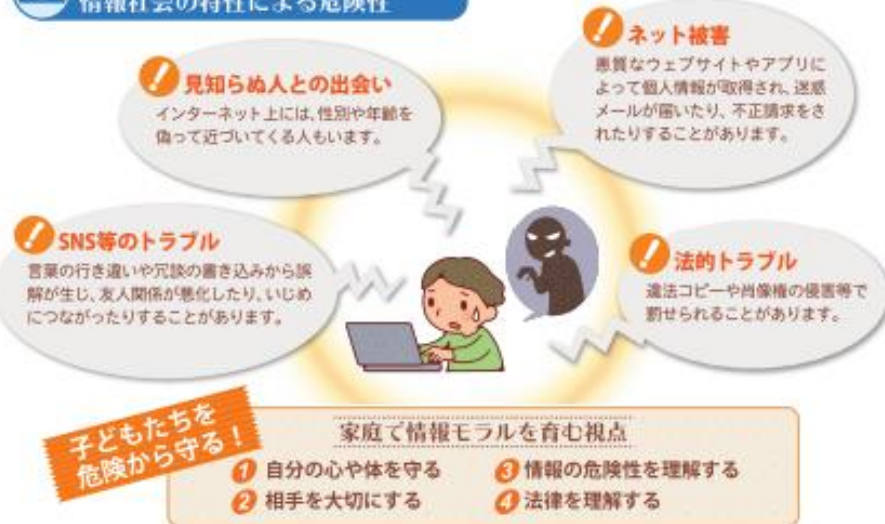 情報社会の特性による危険性
ネット被害
悪質なウェブサイトやアプリに
よって個人情報が取得され、迷惑
メールが届いたり、不正請求をさ
れたりすることがあります。
見知らぬ人との出会い
インターネット上には、性別や年齢を
偽って近づいてくる人もいます。
SNS等のトラブル
言葉の行き違いや冗談の書き込みから誤
解が生じ、友人関係が悪化したり、いじめ
につながったりすることがあります。
法的トラブル
違法コピーや肖像権の侵害等で
罰せられることがあります。
子どもたちを
危険から守る！
家庭で情報モラルを育む視点
1 自分の心や体を守る
2 相手を大切にする
3 情報の危険性を理解する
4 法律を理解する